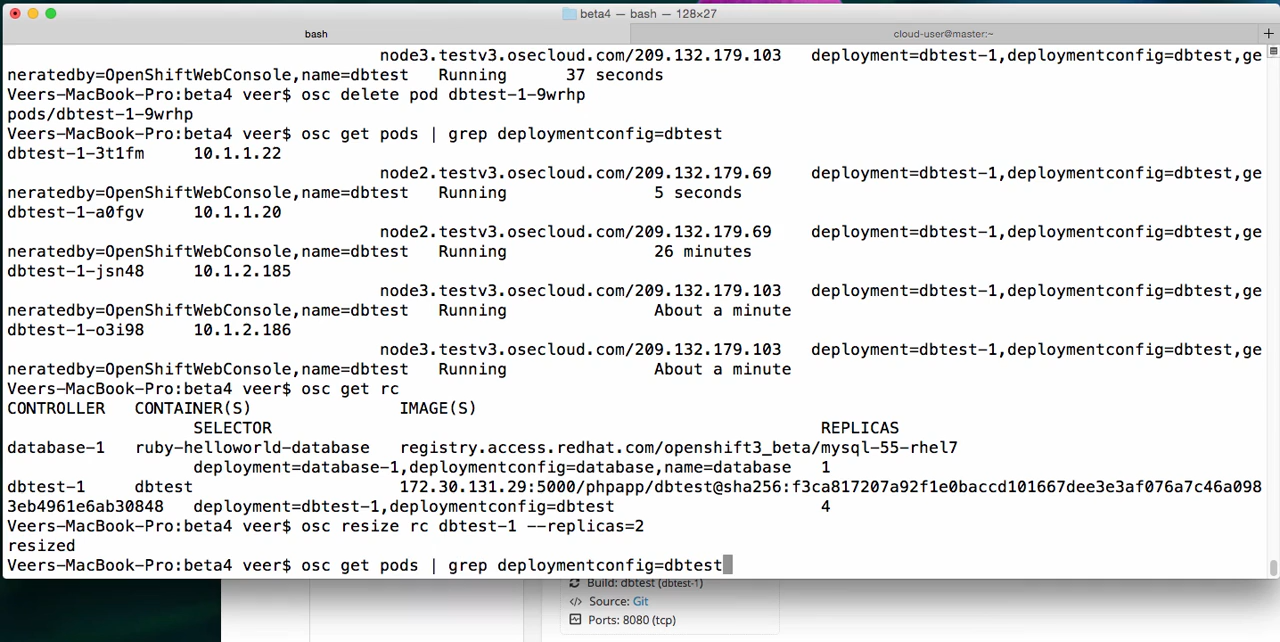 beta4 — bash — 128×27
bash
cloud-user@master:~
node3.testv3.osecloud.com/209.132.179.103   deployment=dbtest-1,deploymentconfig=dbtest,ge
neratedby=OpenShiftWebConsole,name=dbtest   Running      37 seconds
Veers-MacBook-Pro:beta4 veer$ osc delete pod dbtest-1-9wrhp
pods/dbtest-1-9wrhp
Veers-MacBook-Pro:beta4 veer$ osc get pods | grep deploymentconfig=dbtest
dbtest-1-3t1fm     10.1.1.22
node2.testv3.osecloud.com/209.132.179.69    deployment=dbtest-1,deploymentconfig=dbtest,ge
neratedby=OpenShiftWebConsole,name=dbtest   Running               5 seconds
dbtest-1-a0fgv     10.1.1.20
node2.testv3.osecloud.com/209.132.179.69    deployment=dbtest-1,deploymentconfig=dbtest,ge
neratedby=OpenShiftWebConsole,name=dbtest   Running               26 minutes
dbtest-1-jsn48     10.1.2.185
node3.testv3.osecloud.com/209.132.179.103   deployment=dbtest-1,deploymentconfig=dbtest,ge
neratedby=OpenShiftWebConsole,name=dbtest   Running               About a minute
dbtest-1-o3i98     10.1.2.186
node3.testv3.osecloud.com/209.132.179.103   deployment=dbtest-1,deploymentconfig=dbtest,ge
neratedby=OpenShiftWebConsole,name=dbtest   Running               About a minute
Veers-MacBook-Pro:beta4 veer$ osc get rc
CONTROLLER   CONTAINER(S)               IMAGE(S)
SELECTOR                                                        REPLICAS
database-1   ruby-helloworld-database   registry.access.redhat.com/openshift3_beta/mysql-55-rhel7
deployment=database-1,deploymentconfig=database,name=database   1
dbtest-1     dbtest                     172.30.131.29:5000/phpapp/dbtest@sha256:f3ca817207a92f1e0baccd101667dee3e3af076a7c46a098
3eb4961e6ab30848   deployment=dbtest-1,deploymentconfig=dbtest                     4
Veers-MacBook-Pro:beta4 veer$ osc resize rc dbtest-1 --replicas=2
resized
Veers-MacBook-Pro:beta4 veer$ osc get pods | grep deploymentconfig=dbtest
Build: dbtest (dbtest-1)
Source: Git
Ports: 8080 (tcp)